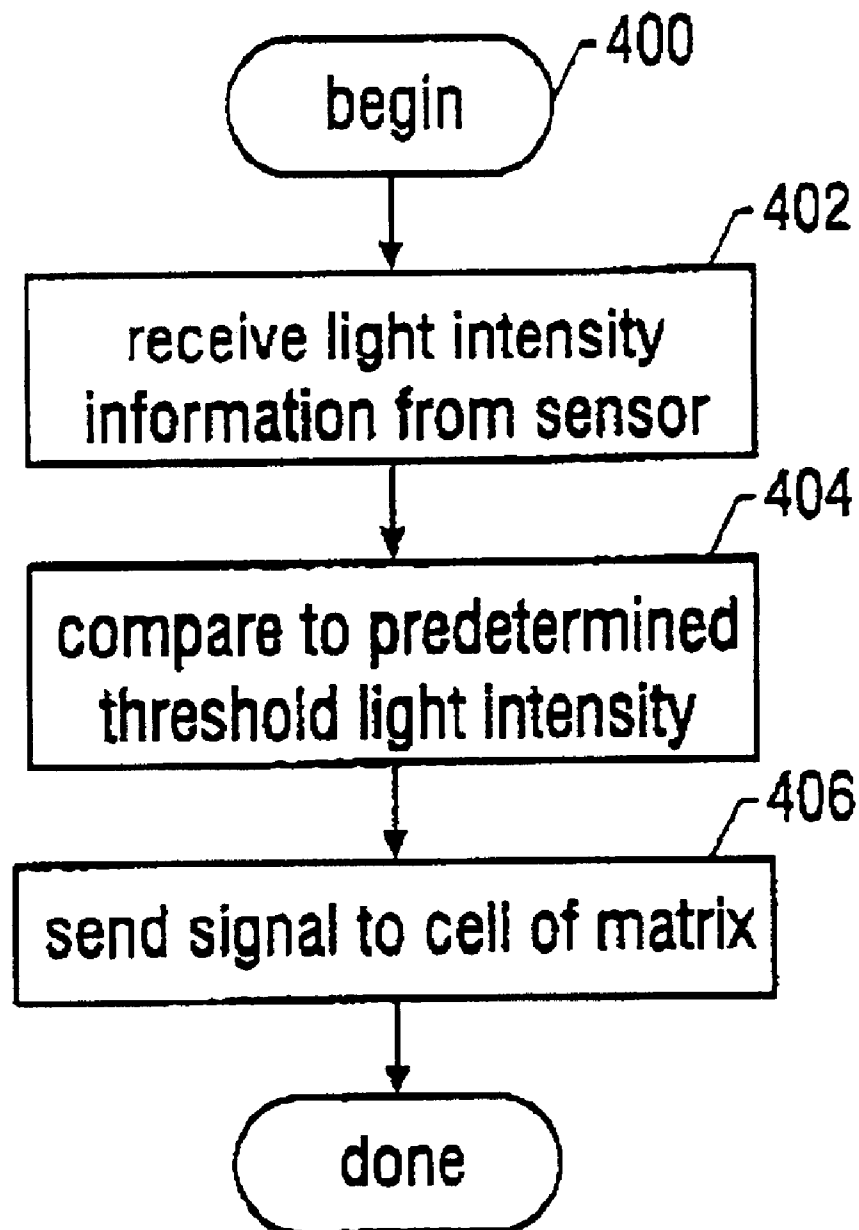 400
begin
402
receive light intensity
information from sensor
404
compare to predetermined
threshold light intensity
406
send signal to cell of matrix
done